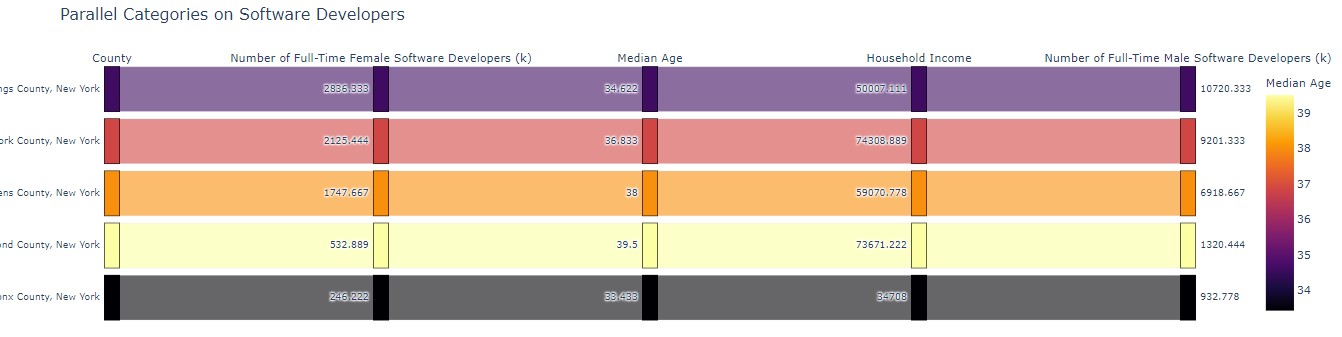 Parallel Categories on Software Developers
County Number of Full-Time Female Software Developers (k) Median Age Household Income Number of Full-Time Male Software Developers (k)
Median Age
ngs County, New York 2836.333 34.622 50007.111 10720.333
ork County, New York 2125.444 36.833 74308.889 9201.333
ens County, New York 1747.667 38 59070.778 6918.667
ond County, New York 532.889 39.5 73671.222 1320.444
onx County, New York 246.222 33.433 34708 932.778
39
38
37
36
35
34